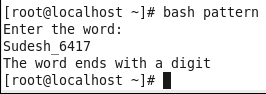 [root@localhost ~]# bash pattern
Enter the word:
Sudesh_6417
The word ends with a digit
[root@localhost ~]#